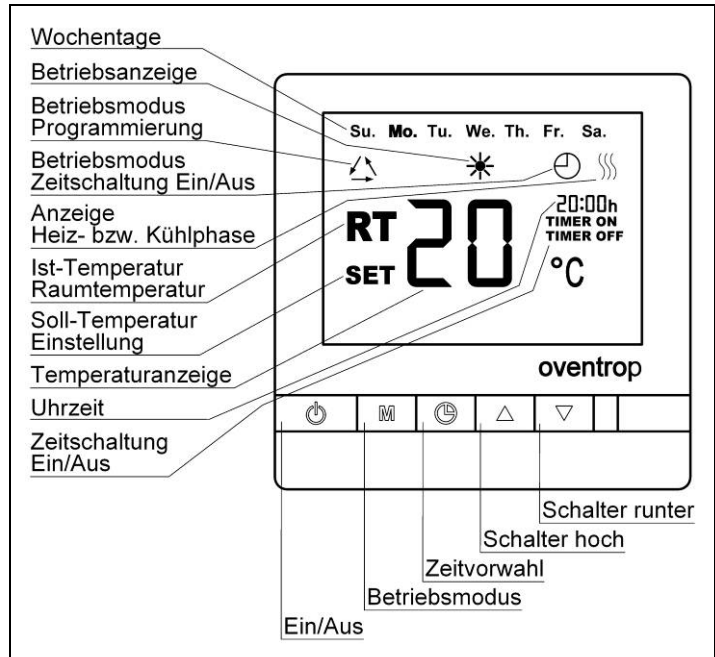 Wochentage
Betriebsanzeige
Betriebsmodus
Programmierung
Betriebsmodus
Zeitschaltung Ein/Aus
Anzeige
Heiz- bzw. Kühlphase
Ist-Temperatur
Raumtemperatur
Soll-Temperatur
Einstellung
Temperaturanzeige
Uhrzeit
Zeitschaltung
Ein/Aus
Su. Mo. Tu. We. Th. Fr. Sa.
20:00h
TIMER ON
TIMER OFF
RT 20
SET
°C
oventrop
M
Schalter runter
Schalter hoch
Zeitvorwahl
Betriebsmodus
Ein/Aus